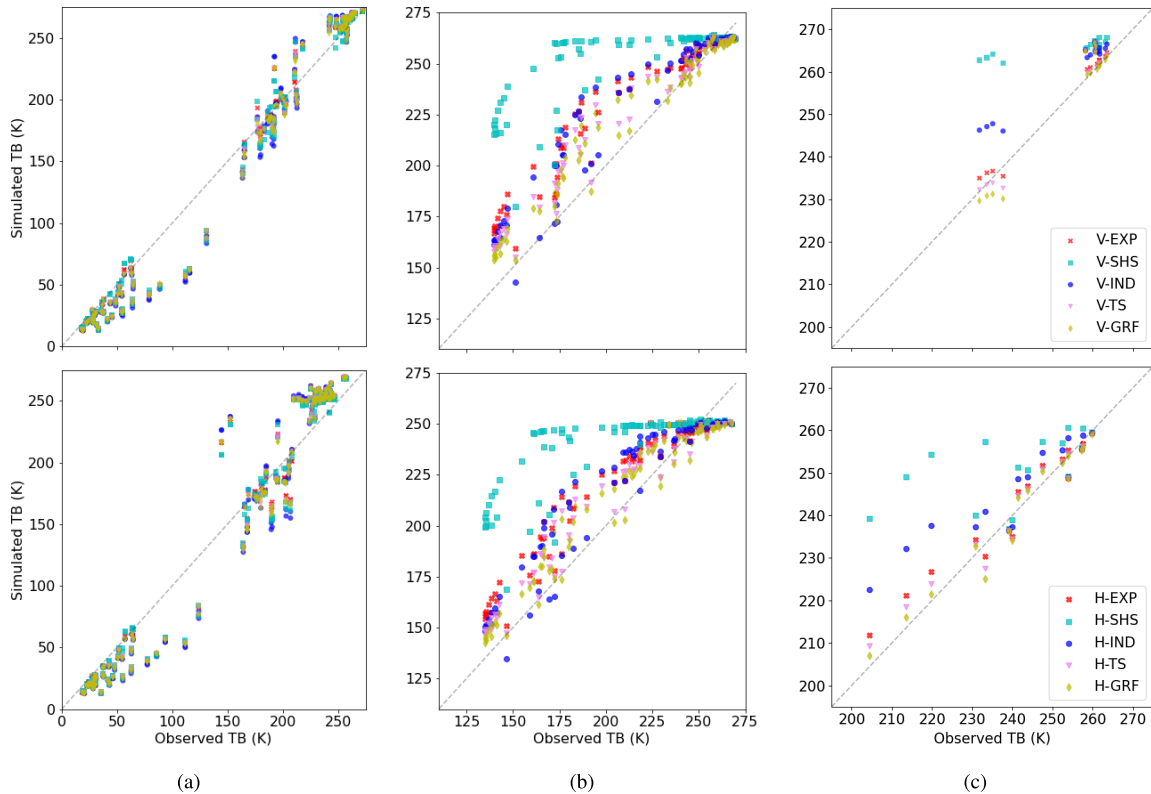 Simulated TB (K)
250
200
150
100
50
0
275
250
225
200
175
150
125
270
260
250
240
230
220
210
200
V-EXP
V-SHS
V-IND
V-TS
V-GRF
Simulated TB (K)
250
200
150
100
50
0
0 50 100 150 200 250
Observed TB (K)
275
250
225
200
175
150
125
125 150 175 200 225 250 275
Observed TB (K)
270
260
250
240
230
220
210
200
H-EXP
H-SHS
H-IND
H-TS
H-GRF
200 210 220 230 240 250 260 270
Observed TB (K)
(a) (b) (c)